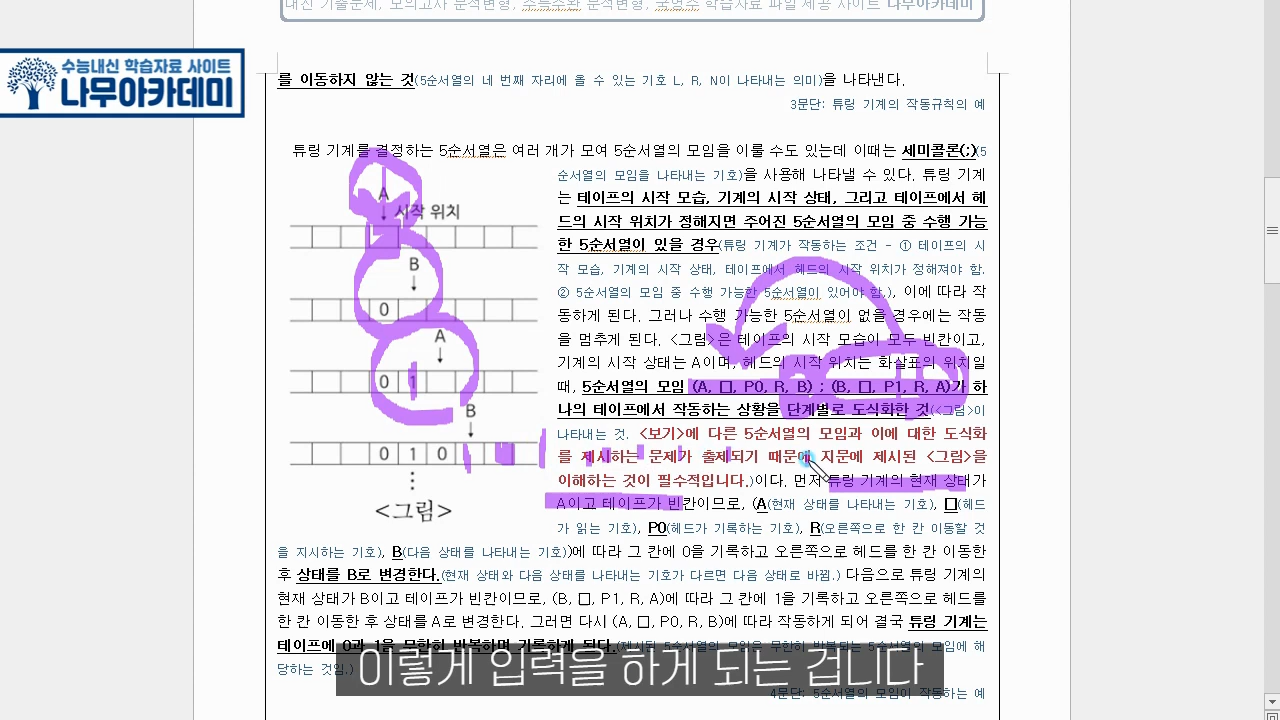 내신 기출문제, 모의고사 분석변형, 수능수완 분석변형, 국영수 학습자료 파일 제공 사이트 나무아카데미
수능내신 학습자료 사이트
나무아카데미
를 이동하지 않는 것(5순서열의 네 번째 자리에 올 수 있는 기호 L, R, N이 나타내는 의미)을 나타낸다.
3문단: 튜링 기계의 작동규칙의 예
튜링 기계를 결정하는 5순서열은 여러 개가 모여 5순서열의 모임을 이룰 수도 있는데 이때는 세미콜론(;)(5
순서열의 모임을 나타내는 기호)을 사용해 나타낼 수 있다. 튜링 기계
는 테이프의 시작 모습, 기계의 시작 상태, 그리고 테이프에서 헤
드의 시작 위치가 정해지면 주어진 5순서열의 모임 중 수행 가능
한 5순서열이 있을 경우(튜링 기계가 작동하는 조건 - ① 테이프의 시
작 모습, 기계의 시작 상태, 테이프에서 헤드의 시작 위치가 정해져야 함.
② 5순서열의 모임 중 수행 가능한 5순서열이 있어야 함.), 이에 따라 작
동하게 된다. 그러나 수행 가능한 5순서열이 없을 경우에는 작동
을 멈추게 된다. <그림>은 테이프의 시작 모습이 모두 빈칸이고,
기계의 시작 상태는 A이며, 헤드의 시작 위치는 화살표의 위치일
때, 5순서열의 모임 (A, □, P0, R, B) ; (B, □, P1, R, A)가 하
나의 테이프에서 작동하는 상황을 단계별로 도식화한 것(<그림>이
나타내는 것. <보기>에 다른 5순서열의 모임과 이에 대한 도식화
를 제시하는 문제가 출제되기 때문에 지문에 제시된 <그림>을
이해하는 것이 필수적입니다.)이다. 먼저 튜링 기계의 현재 상태가
A이고 테이프가 빈칸이므로, (A(현재 상태를 나타내는 기호), □(헤드
가 읽는 기호), P0(헤드가 기록하는 기호), R(오른쪽으로 한 칸 이동할 것
을 지시하는 기호), B(다음 상태를 나타내는 기호))에 따라 그 칸에 0을 기록하고 오른쪽으로 헤드를 한 칸 이동한
후 상태를 B로 변경한다.(현재 상태와 다음 상태를 나타내는 기호가 다르면 다음 상태로 바뀜.) 다음으로 튜링 기계의
현재 상태가 B이고 테이프가 빈칸이므로, (B, □, P1, R, A)에 따라 그 칸에 1을 기록하고 오른쪽으로 헤드를
한 칸 이동한 후 상태를 A로 변경한다. 그러면 다시 (A, □, P0, R, B)에 따라 작동하게 되어 결국 튜링 기계는
테이프에 0과 1을 무한히 반복하며 기록하게 된다.(제시된 5순서열의 모임은 무한히 반복되는 5순서열의 모임에 해
당하는 것임.)
4문단: 5순서열의 모임이 작동하는 예
A
시작 위치
B
0
A
0 1
B
0 1 0
⋮
<그림>
이렇게 입력을 하게 되는 겁니다